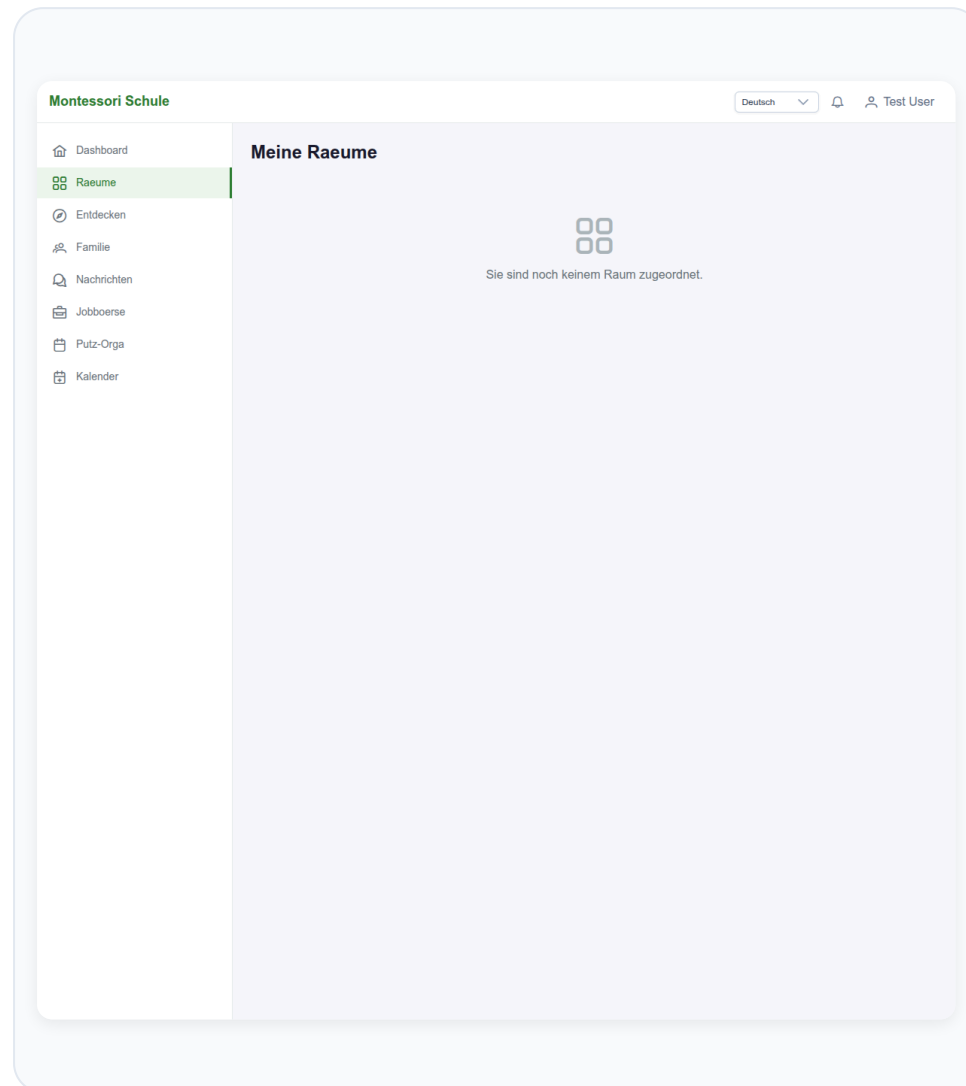 Montessori Schule
Deutsch
Test User
Dashboard
Raeume
Entdecken
Familie
Nachrichten
Jobboerse
Putz-Orga
Kalender
Meine Raeume
Sie sind noch keinem Raum zugeordnet.